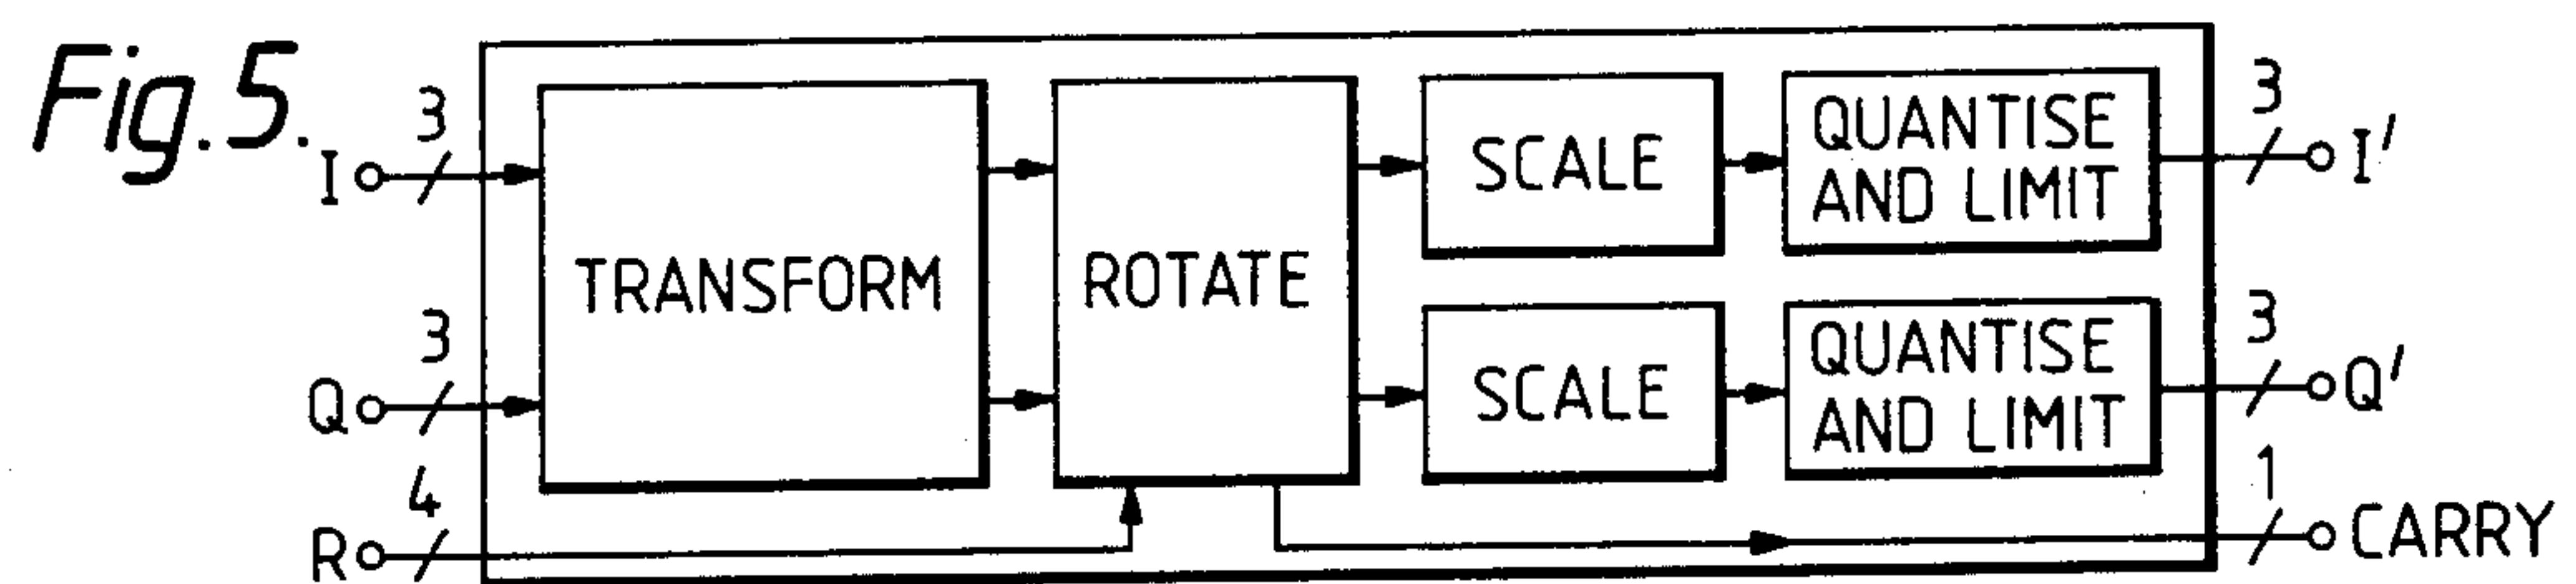 Fig.5.
I
3
Q
3
R
4
TRANSFORM
ROTATE
SCALE
QUANTISE
AND LIMIT
SCALE
QUANTISE
AND LIMIT
3
I'
3
Q'
1
CARRY